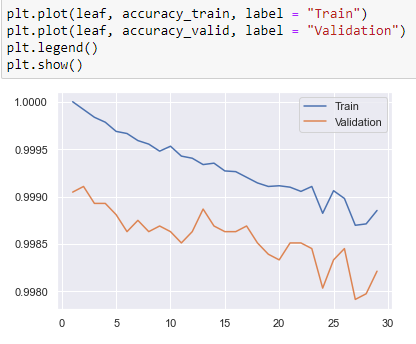 plt.plot(leaf, accuracy_train, label = "Train")
plt.plot(leaf, accuracy_valid, label = "Validation")
plt.legend()
plt.show()
1.0000
0.9995
0.9990
0.9985
0.9980
Train
Validation
0 5 10 15 20 25 30